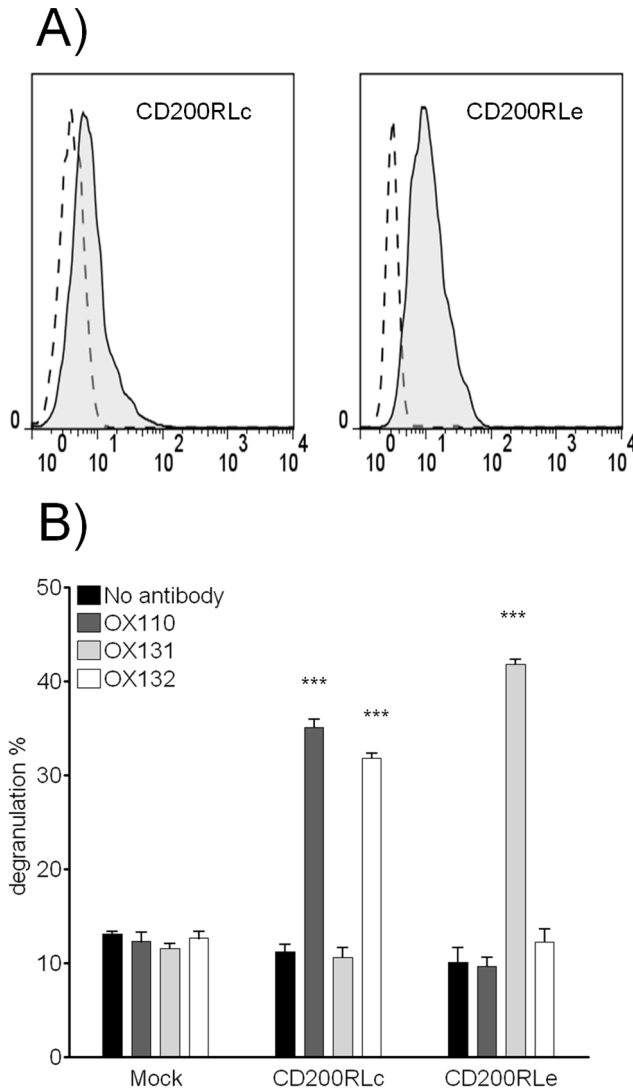 A)
CD200RLc
CD200RLe
0
10^0 10^1 10^2 10^3 10^4
0
10^0 10^1 10^2 10^3 10^4
B)
50
40
30
20
10
0
degranulation %
No antibody
OX110
OX131
OX132
***
***
***
Mock
CD200RLc
CD200RLe